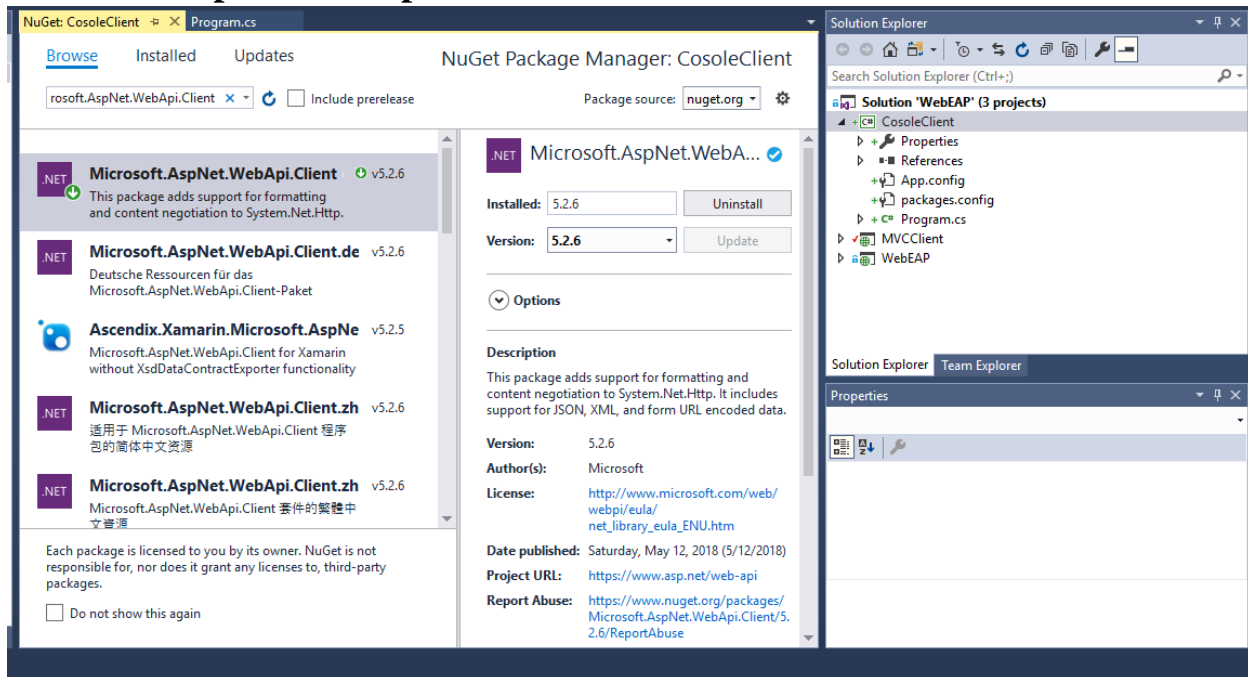 NuGet: CosoleClient
Program.cs
Browse
Installed
Updates
NuGet Package Manager: CosoleClient
rosoft.AspNet.WebApi.Client
Include prerelease
Package source: nuget.org
.NET
Microsoft.AspNet.WebApi.Client
v5.2.6
This package adds support for formatting
and content negotiation to System.Net.Http.
.NET
Microsoft.AspNet.WebApi.Client.de
v5.2.6
Deutsche Ressourcen für das
Microsoft.AspNet.WebApi.Client-Paket
Ascendix.Xamarin.Microsoft.AspNe
v5.2.5
Microsoft.AspNet.WebApi.Client for Xamarin
without XsdDataContractExporter functionality
.NET
Microsoft.AspNet.WebApi.Client.zh
v5.2.6
适用于 Microsoft.AspNet.WebApi.Client 程序
包的简体中文资源
.NET
Microsoft.AspNet.WebApi.Client.zh
v5.2.6
Microsoft.AspNet.WebApi.Client 套件的繁體中
文資源
Each package is licensed to you by its owner. NuGet is not
responsible for, nor does it grant any licenses to, third-party
packages.
Do not show this again
.NET
Microsoft.AspNet.WebA...
Installed: 5.2.6
Uninstall
Version: 5.2.6
Update
Options
Description
This package adds support for formatting and
content negotiation to System.Net.Http. It includes
support for JSON, XML, and form URL encoded data.
Version: 5.2.6
Author(s): Microsoft
License: http://www.microsoft.com/web/
webpi/eula/
net_library_eula_ENU.htm
Date published: Saturday, May 12, 2018 (5/12/2018)
Project URL: https://www.asp.net/web-api
Report Abuse: https://www.nuget.org/packages/
Microsoft.AspNet.WebApi.Client/5.
2.6/ReportAbuse
Solution Explorer
Search Solution Explorer (Ctrl+;)
Solution 'WebEAP' (3 projects)
C# CosoleClient
Properties
References
App.config
packages.config
C# Program.cs
MVCClient
WebEAP
Solution Explorer
Team Explorer
Properties